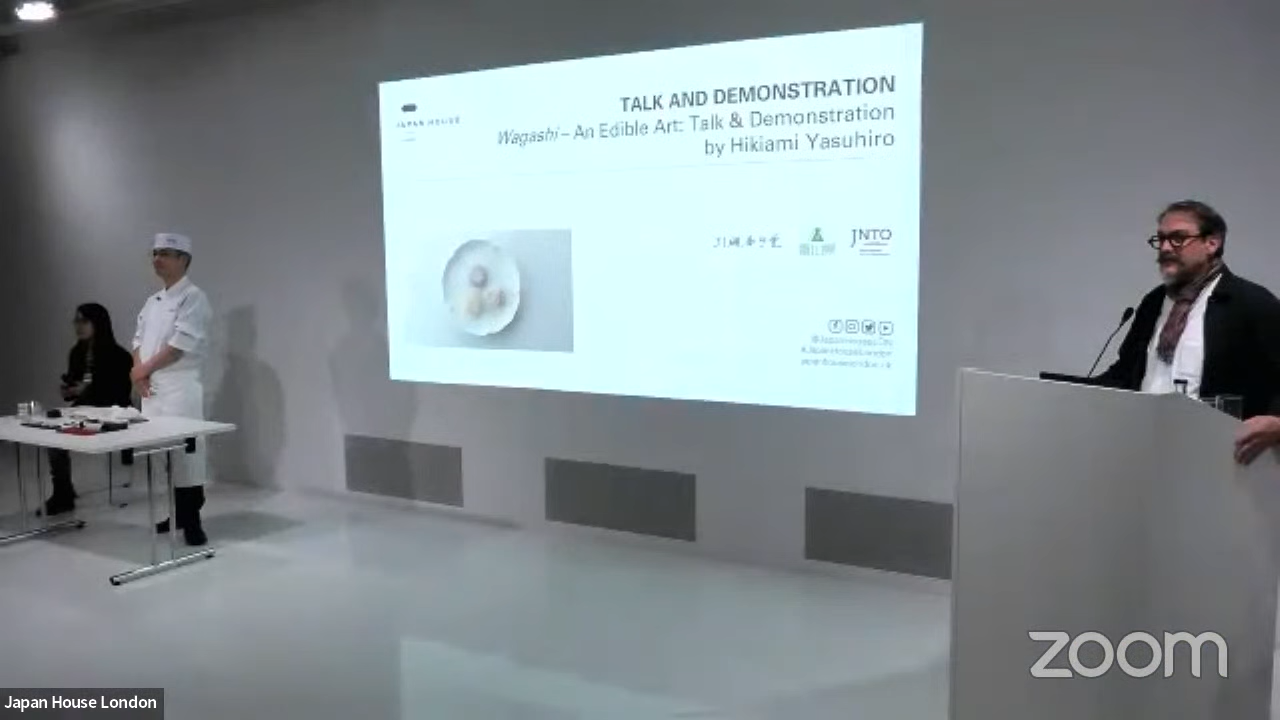 JAPAN HOUSE
TALK AND DEMONSTRATION
Wagashi – An Edible Art: Talk & Demonstration
by Hikiami Yasuhiro
JNTO
zoom
Japan House London